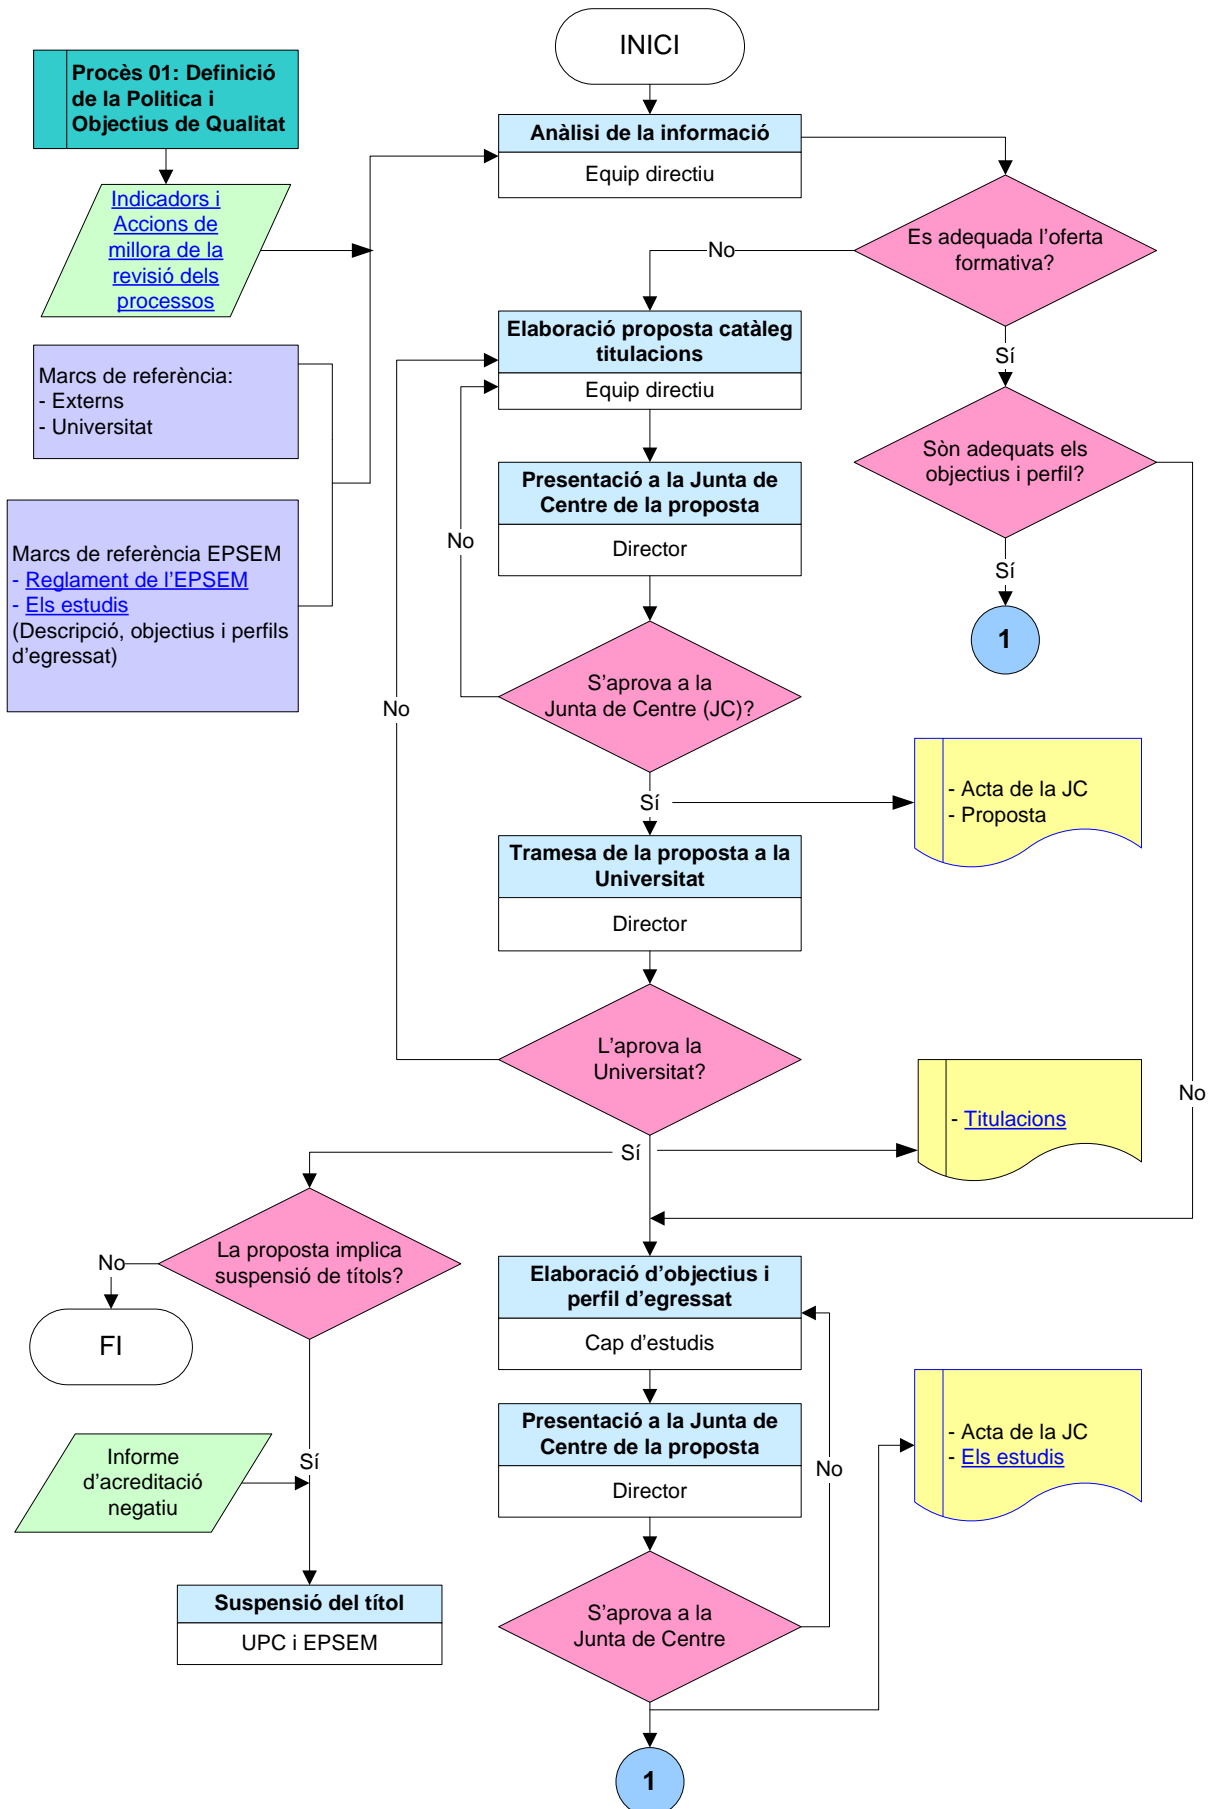 INICI
Procès 01: Definició
de la Politica i
Objectius de Qualitat
Anàlisi de la informació
Equip directiu
Indicadors i
Accions de
millora de la
revisió dels
processos
Es adequada l’oferta
formativa?
No
Sí
Elaboració proposta catàleg
titulacions
Equip directiu
Marcs de referència:
- Externs
- Universitat
Sòn adequats els
objectius i perfil?
Presentació a la Junta de
Centre de la proposta
Director
No
Marcs de referència EPSEM
- Reglament de l’EPSEM
- Els estudis
(Descripció, objectius i perfils
d’egressat)
Sí
1
S’aprova a la
Junta de Centre (JC)?
No
- Acta de la JC
- Proposta
Sí
Tramesa de la proposta a la
Universitat
Director
L’aprova la
Universitat?
No
- Titulacions
Sí
La proposta implica
suspensió de títols?
No
FI
Elaboració d’objectius i
perfil d’egressat
Cap d’estudis
Presentació a la Junta de
Centre de la proposta
Director
No
- Acta de la JC
- Els estudis
Informe
d’acreditació
negatiu
Sí
Suspensió del títol
UPC i EPSEM
S’aprova a la
Junta de Centre
1